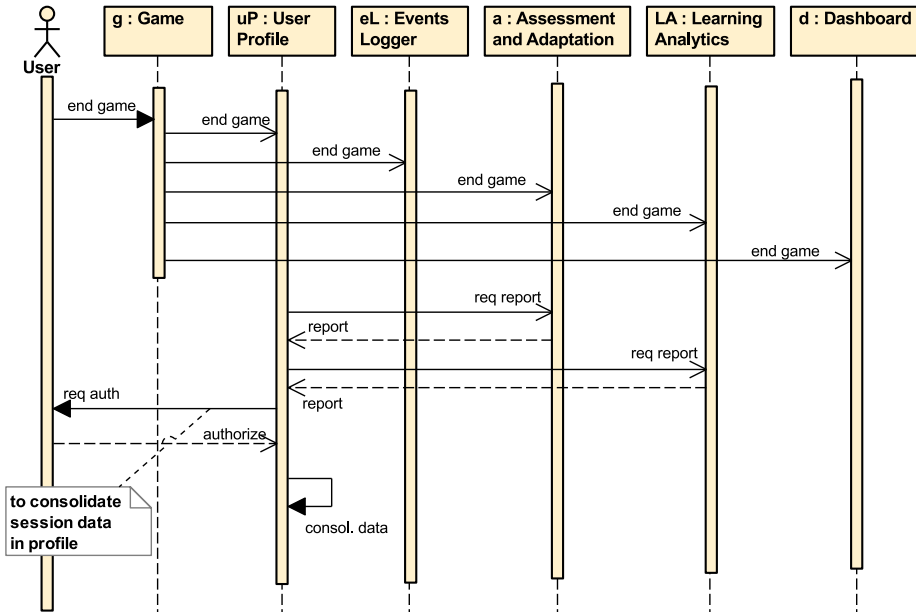 g : Game
uP : User
Profile
eL : Events
Logger
a : Assessment
and Adaptation
LA : Learning
Analytics
d : Dashboard
User
end game
end game
end game
end game
end game
end game
req report
report
req report
report
req auth
authorize
to consolidate
session data
in profile
consol. data